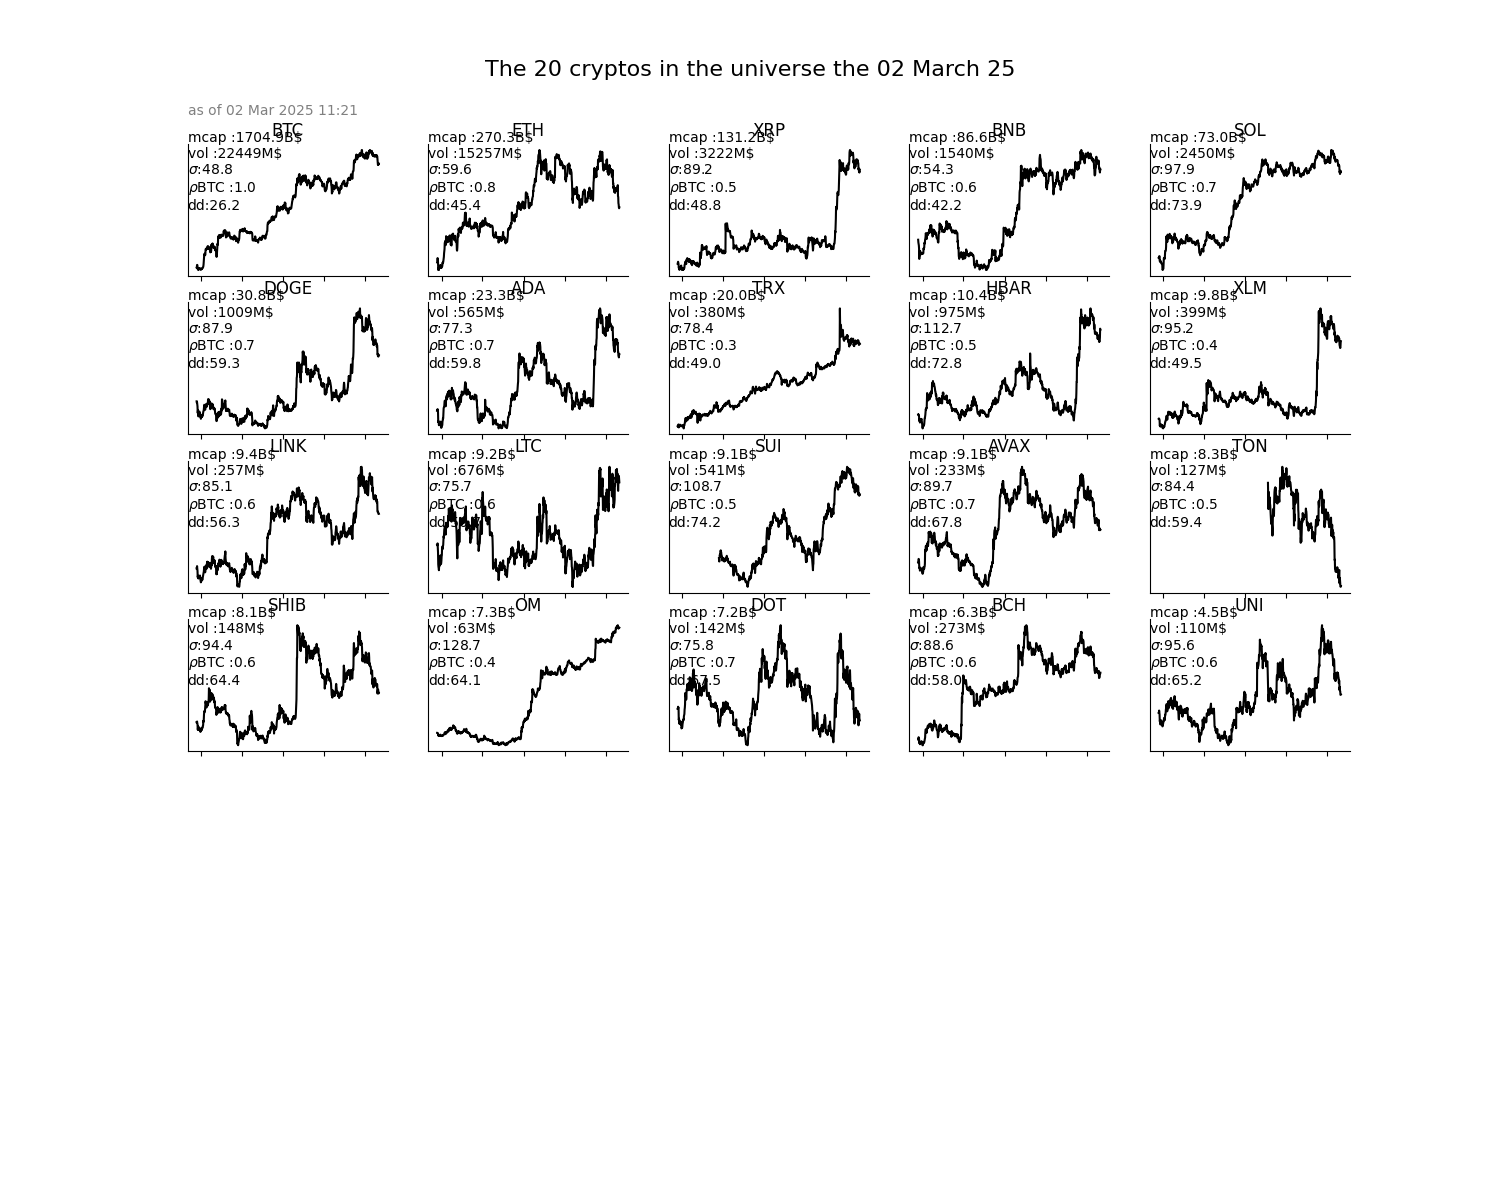 The 20 cryptos in the universe the 02 March 25
as of 02 Mar 2025 11:21
BTC
mcap :1704.9B$
vol :22449M$
σ:48.8
ρBTC :1.0
dd:26.2
ETH
mcap :270.3B$
vol :15257M$
σ:59.6
ρBTC :0.8
dd:45.4
XRP
mcap :131.2B$
vol :3222M$
σ:89.2
ρBTC :0.5
dd:48.8
BNB
mcap :86.6B$
vol :1540M$
σ:54.3
ρBTC :0.6
dd:42.2
SOL
mcap :73.0B$
vol :2450M$
σ:97.9
ρBTC :0.7
dd:73.9
DOGE
mcap :30.8B$
vol :1009M$
σ:87.9
ρBTC :0.7
dd:59.3
ADA
mcap :23.3B$
vol :565M$
σ:77.3
ρBTC :0.7
dd:59.8
TRX
mcap :20.0B$
vol :380M$
σ:78.4
ρBTC :0.3
dd:49.0
HBAR
mcap :10.4B$
vol :975M$
σ:112.7
ρBTC :0.5
dd:72.8
XLM
mcap :9.8B$
vol :399M$
σ:95.2
ρBTC :0.4
dd:49.5
LINK
mcap :9.4B$
vol :257M$
σ:85.1
ρBTC :0.6
dd:56.3
LTC
mcap :9.2B$
vol :676M$
σ:75.7
ρBTC :0.6
SUI
mcap :9.1B$
vol :541M$
σ:108.7
ρBTC :0.5
dd:74.2
AVAX
mcap :9.1B$
vol :233M$
σ:89.7
ρBTC :0.7
dd:67.8
TON
mcap :8.3B$
vol :127M$
σ:84.4
ρBTC :0.5
dd:59.4
SHIB
mcap :8.1B$
vol :148M$
σ:94.4
ρBTC :0.6
dd:64.4
OM
mcap :7.3B$
vol :63M$
σ:128.7
ρBTC :0.4
dd:64.1
DOT
mcap :7.2B$
vol :142M$
σ:75.8
ρBTC :0.7
dd:67.5
BCH
mcap :6.3B$
vol :273M$
σ:88.6
ρBTC :0.6
dd:58.0
UNI
mcap :4.5B$
vol :110M$
σ:95.6
ρBTC :0.6
dd:65.2